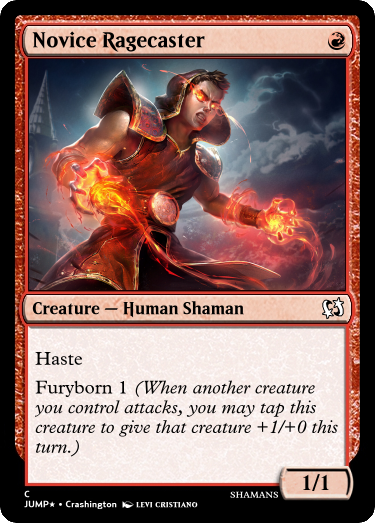 Novice Ragecaster
Creature — Human Shaman
Haste
Furyborn 1 (When another creature
you control attacks, you may tap this
creature to give that creature +1/+0 this
turn.)
1/1
C
SHAMANS
JUMP★ • Crashington LEVI CRISTIANO